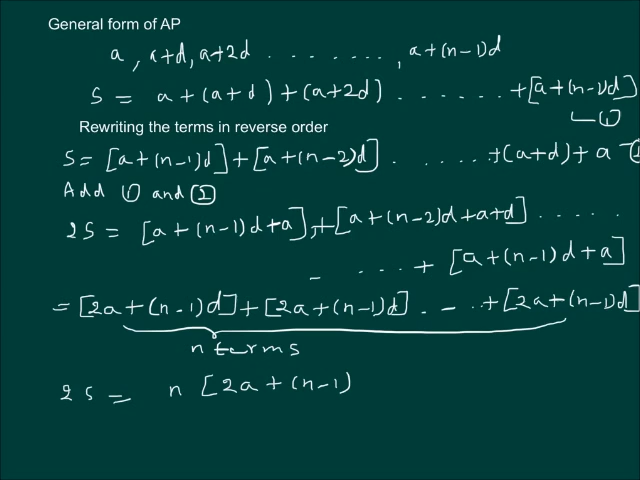 General form of AP
a, a+d, a+2d ........, a+(n-1)d
S = a+(a+d)+(a+2d) ...... +[a+(n-1)d]
①
Rewriting the terms in reverse order
S = [a+(n-1)d]+[a+(n-2)d]. .....+(a+d)+a -②
Add ① and ②
2S = [a+(n-1)d+a]+[a+(n-2)d+a+d] .....
- ....+ [a+(n-1)d+a]
= [2a+(n-1)d]+[2a+(n-1)d]. - ..+[2a+(n-1)d]
n terms
2S = n [2a+(n-1)